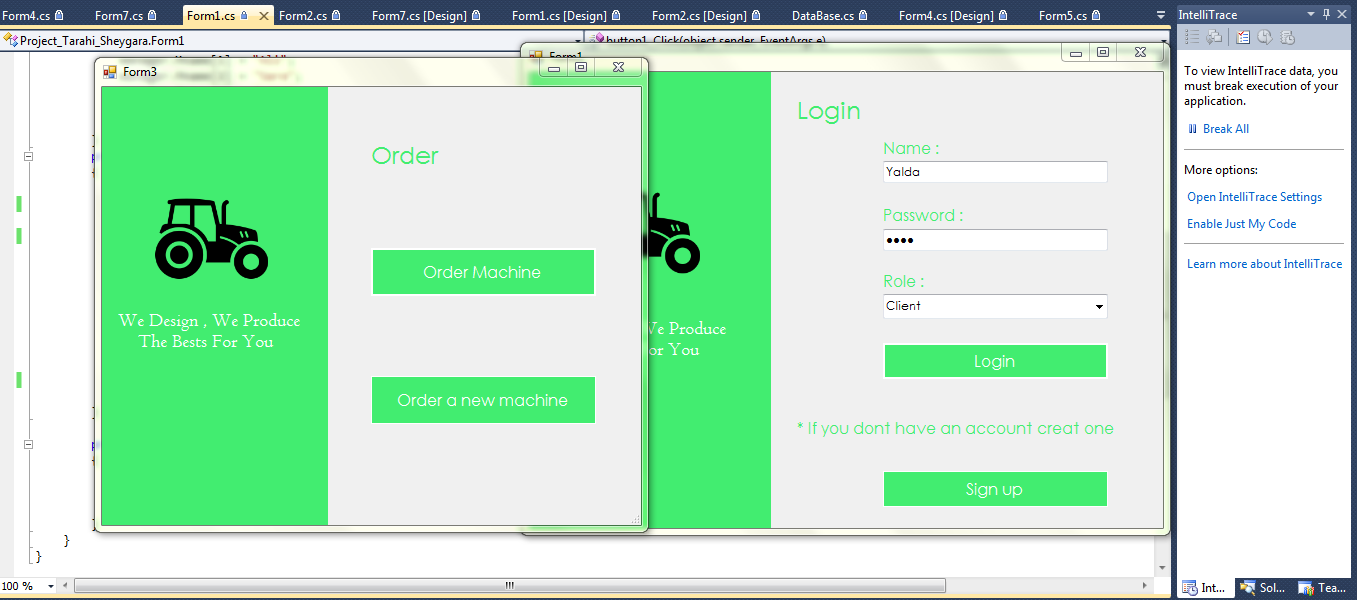 Form4.cs
Form7.cs
Form1.cs
Form2.cs
Form7.cs [Design]
Form1.cs [Design]
Form2.cs [Design]
DataBase.cs
Form4.cs [Design]
Form5.cs
Project_Tarahi_Sheygara.Form1
button1_Click(object sender, EventArgs e)
Form3
Order
Order Machine
Order a new machine
We Design , We Produce
The Bests For You
Form1
We Produce
For You
Login
Name :
Yalda
Password :
••••
Role :
Client
Login
* If you dont have an account creat one
Sign up
}
}
100 %
IntelliTrace
To view IntelliTrace data, you
must break execution of your
application.
Break All
More options:
Open IntelliTrace Settings
Enable Just My Code
Learn more about IntelliTrace
Int...
Sol...
Tea...